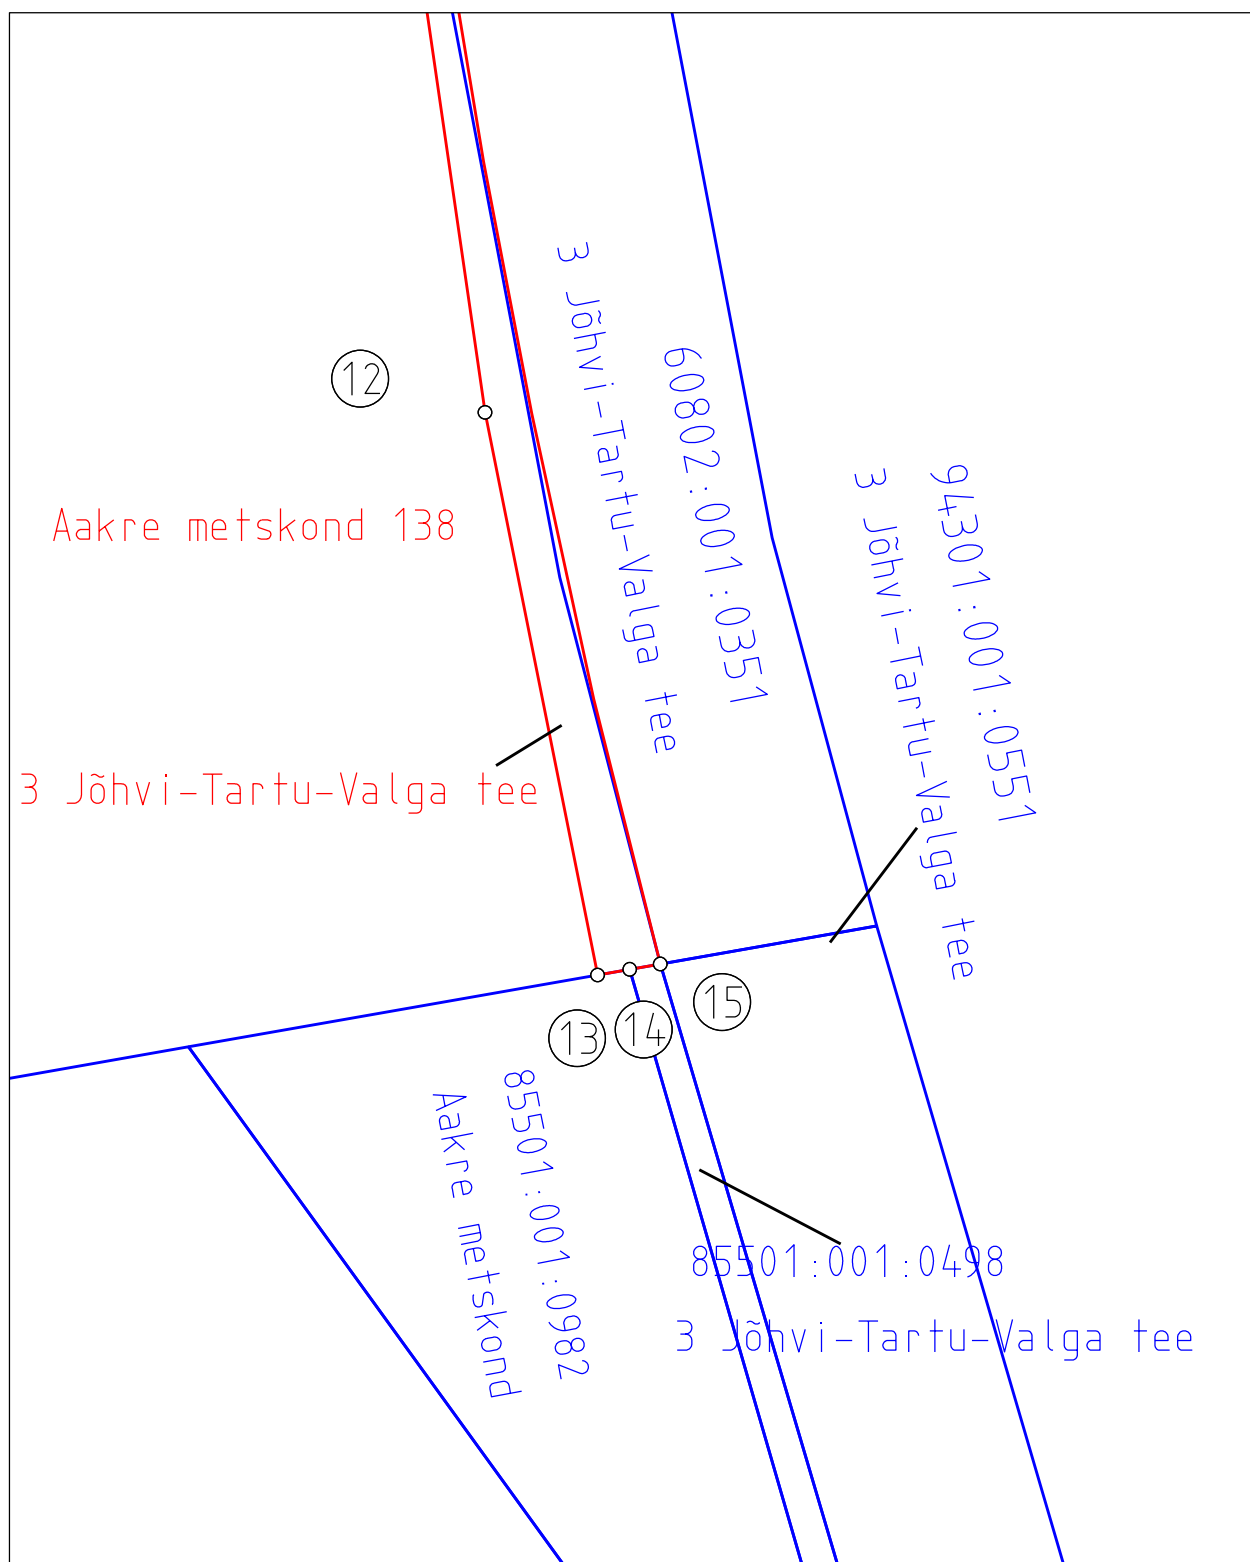 12
Aakre metskond 138
3 Jõhvi-Tartu-Valga tee
60802:001:0351
3 Jõhvi-Tartu-Valga tee
94301:001:0551
3 Jõhvi-Tartu-Valga tee
13
14
15
85501:001:0982
Aakre metskond
85501:001:0498
3 Jõhvi-Tartu-Valga tee